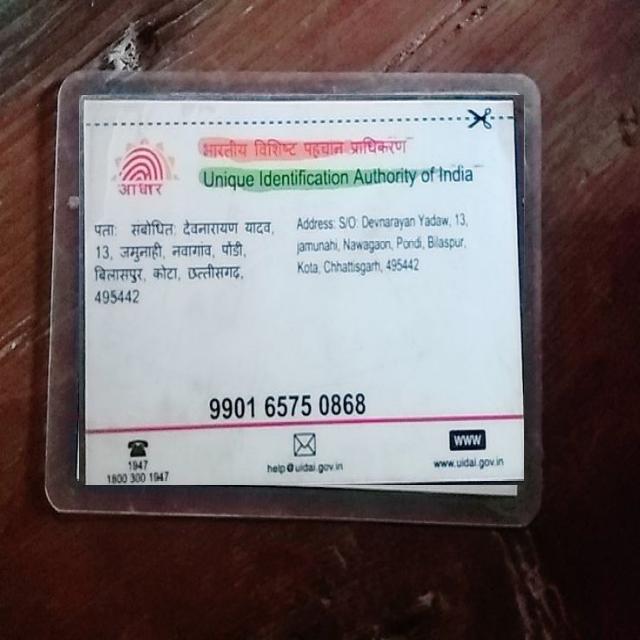 भारतीय विशिष्ट पहचान प्राधिकरण
Unique Identification Authority of India
आधार
पता: संबोधित: देवनारायण यादव,
13, जमुनाही, नवागांव, पोंडी,
बिलासपुर, कोटा, छत्तीसगढ़,
495442
Address: S/O: Devnarayan Yadaw, 13,
jamunahi, Nawagaon, Pondi, Bilaspur,
Kota, Chhattisgarh, 495442
9901 6575 0868
1947
1800 300 1947
help@uidai.gov.in
www
www.uidai.gov.in